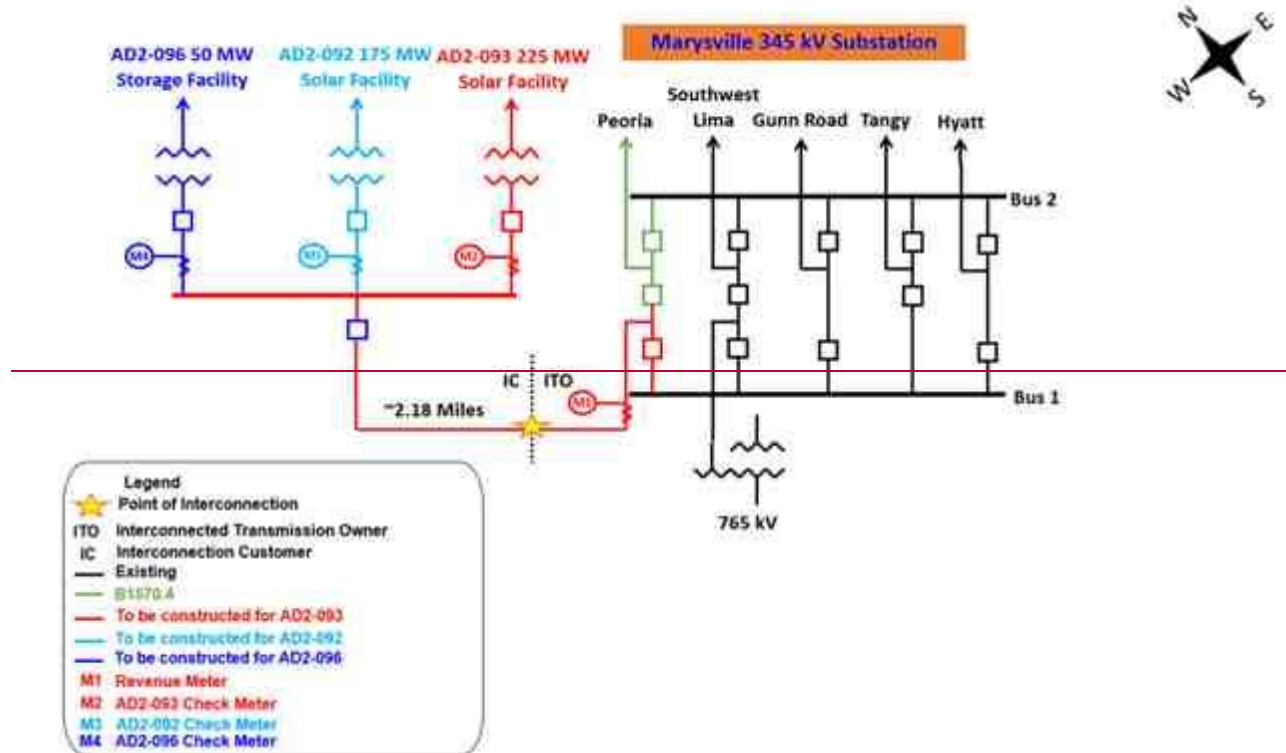 N
E
W
S
Marysville 345 kV Substation
AD2-096 50 MW
Storage Facility
AD2-092 175 MW
Solar Facility
AD2-093 225 MW
Solar Facility
Peoria
Southwest
Lima
Gunn Road
Tangy
Hyatt
Bus 2
M4
M3
M2
IC
ITO
M1
~2.18 Miles
Bus 1
765 kV
Legend
Point of Interconnection
ITO Interconnected Transmission Owner
IC Interconnection Customer
Existing
B1570.4
To be constructed for AD2-093
To be constructed for AD2-092
To be constructed for AD2-096
M1 Revenue Meter
M2 AD2-093 Check Meter
M3 AD2-092 Check Meter
M4 AD2-096 Check Meter